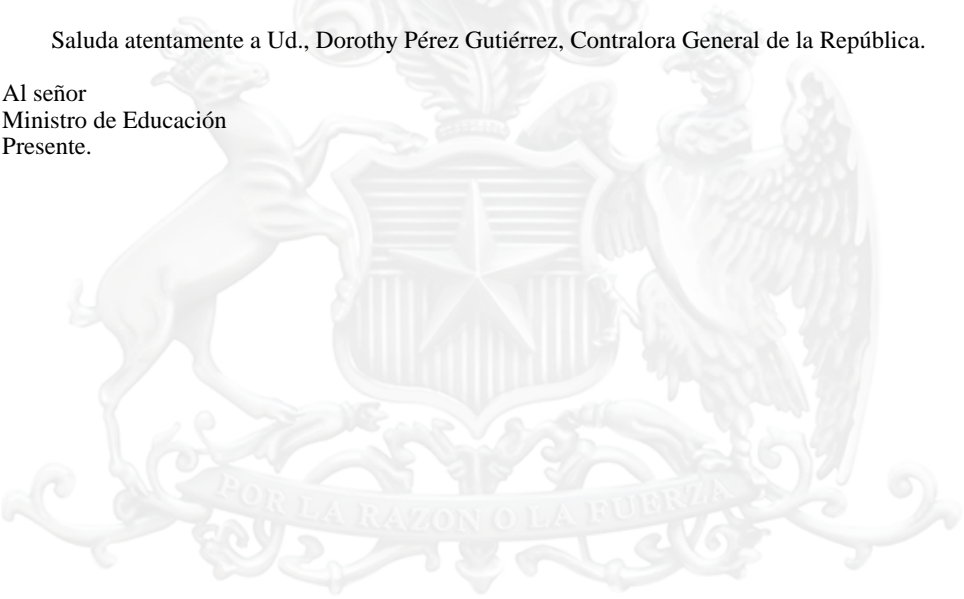 Saluda atentamente a Ud., Dorothy Pérez Gutiérrez, Contralora General de la República.
Al señor
Ministro de Educación
Presente.
POR LA RAZON O LA FUERZA